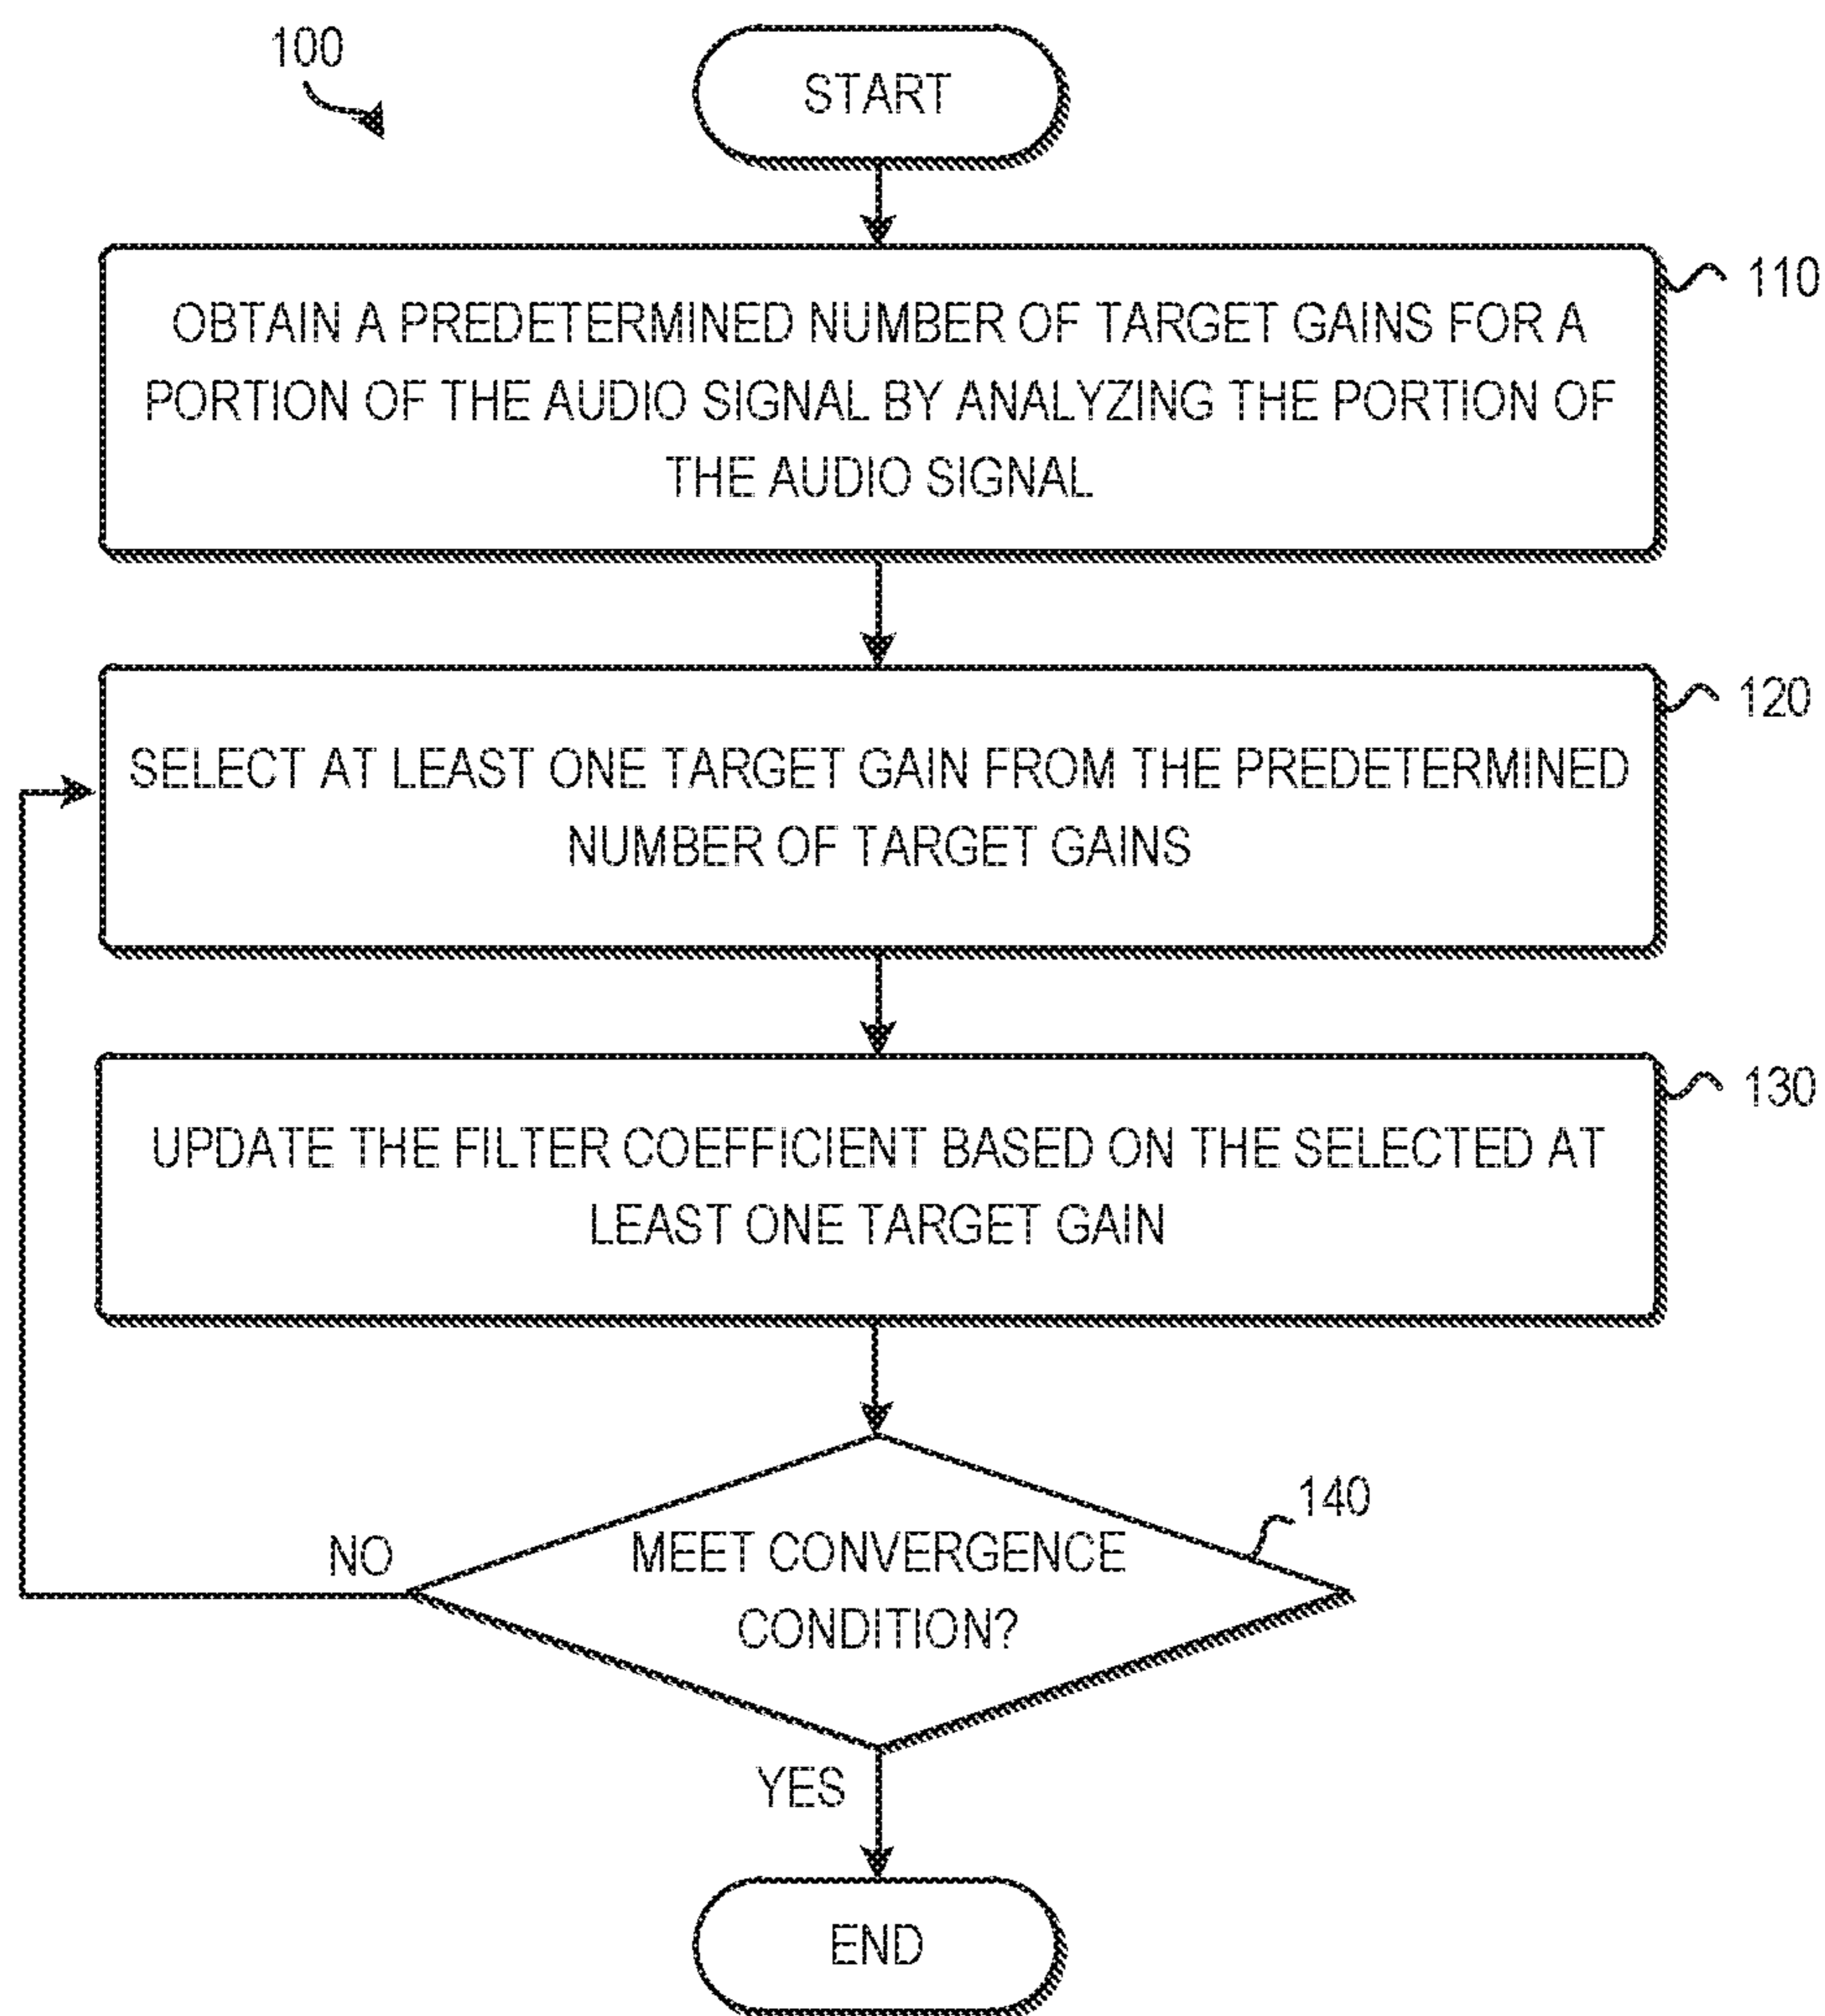 100
START
110
OBTAIN A PREDETERMINED NUMBER OF TARGET GAINS FOR A
PORTION OF THE AUDIO SIGNAL BY ANALYZING THE PORTION OF
THE AUDIO SIGNAL
120
SELECT AT LEAST ONE TARGET GAIN FROM THE PREDETERMINED
NUMBER OF TARGET GAINS
130
UPDATE THE FILTER COEFFICIENT BASED ON THE SELECTED AT
LEAST ONE TARGET GAIN
140
MEET CONVERGENCE
CONDITION?
NO
YES
END